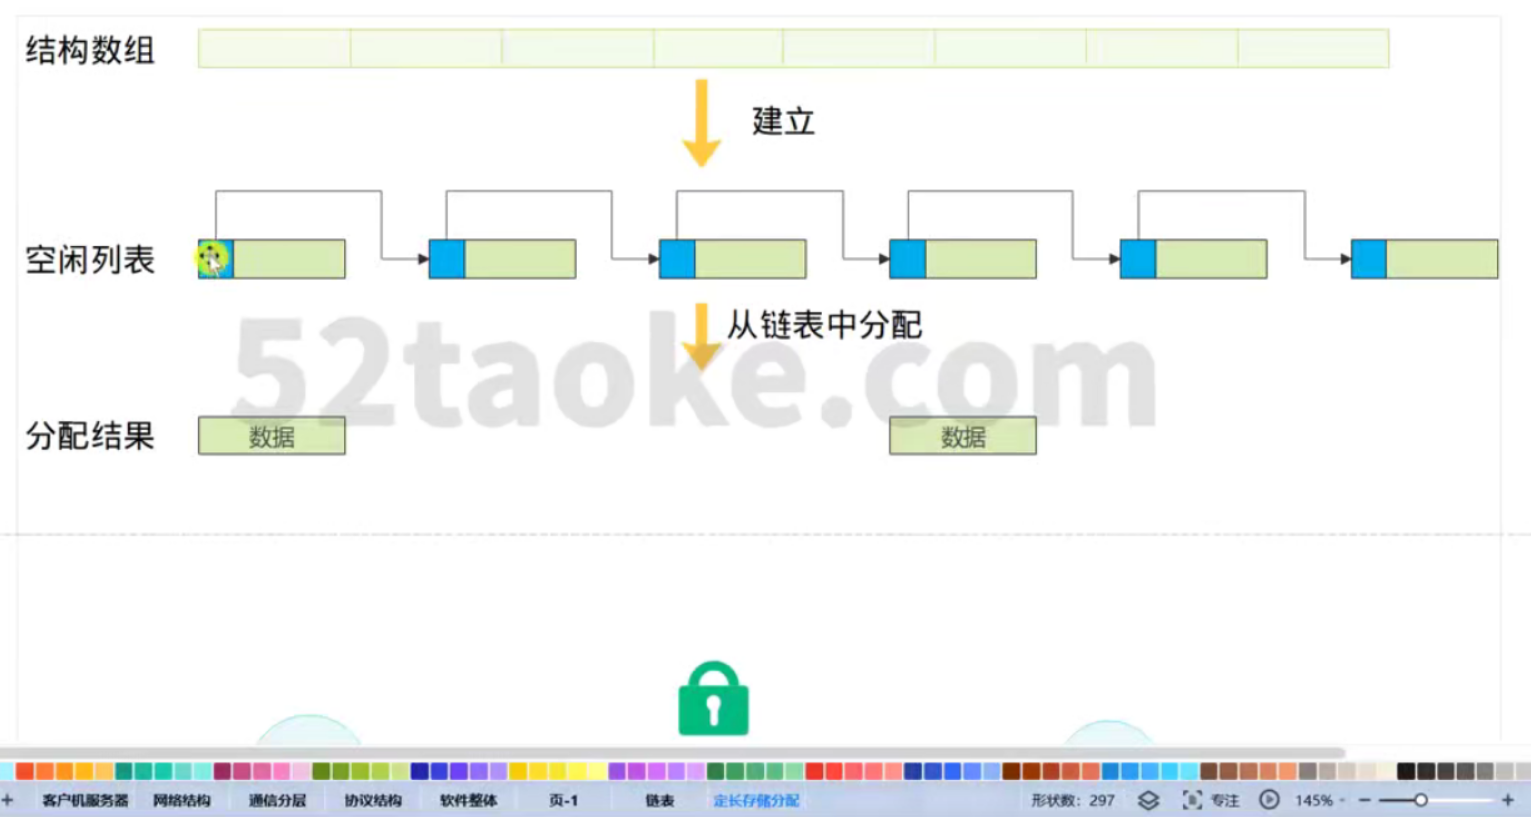 结构数组
建立
空闲列表
从链表中分配
52taoke.com
分配结果
数据
数据
+ 客户机服务器 网络结构 通信分层 协议结构 软件整体 页-1 链表 定长存储分配 形状数：297 专注 145% - +